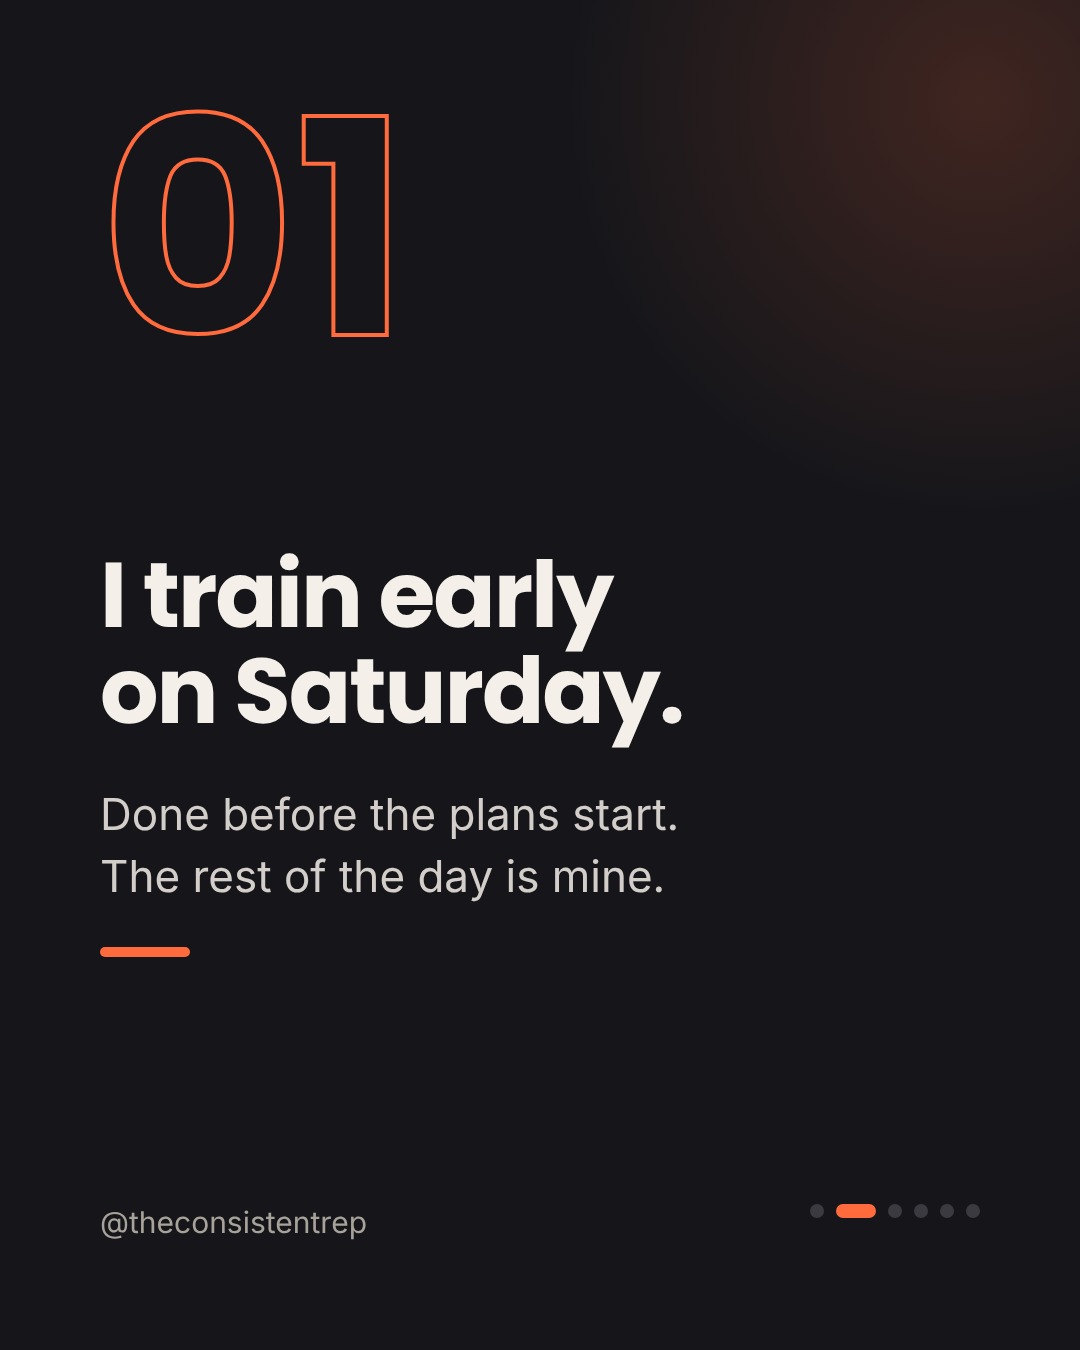 01
I train early
on Saturday.
Done before the plans start.
The rest of the day is mine.
@theconsistentrep